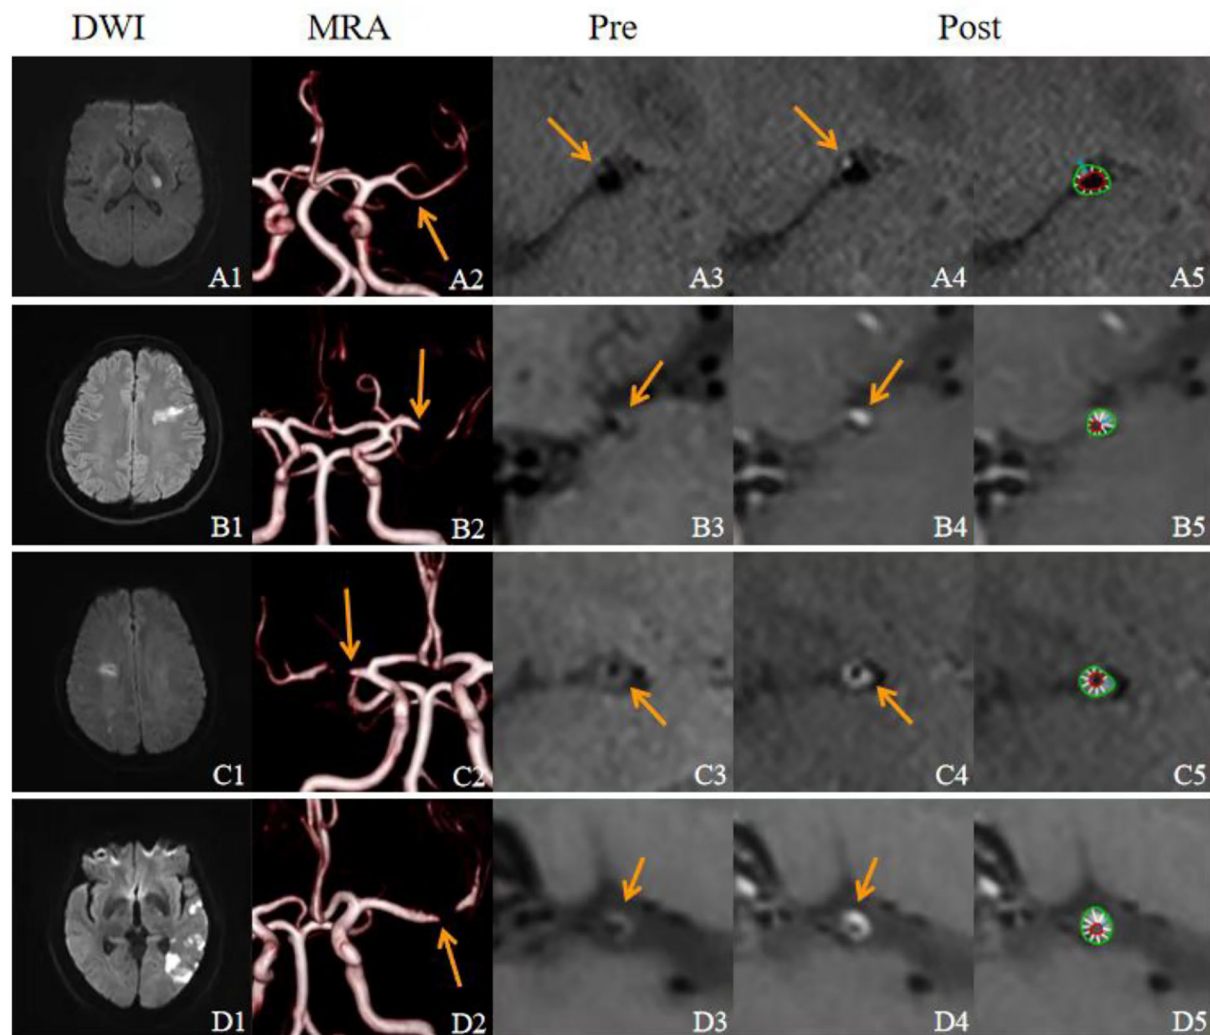 DWI MRA Pre Post
A1 A2 A3 A4 A5
B1 B2 B3 B4 B5
C1 C2 C3 C4 C5
D1 D2 D3 D4 D5